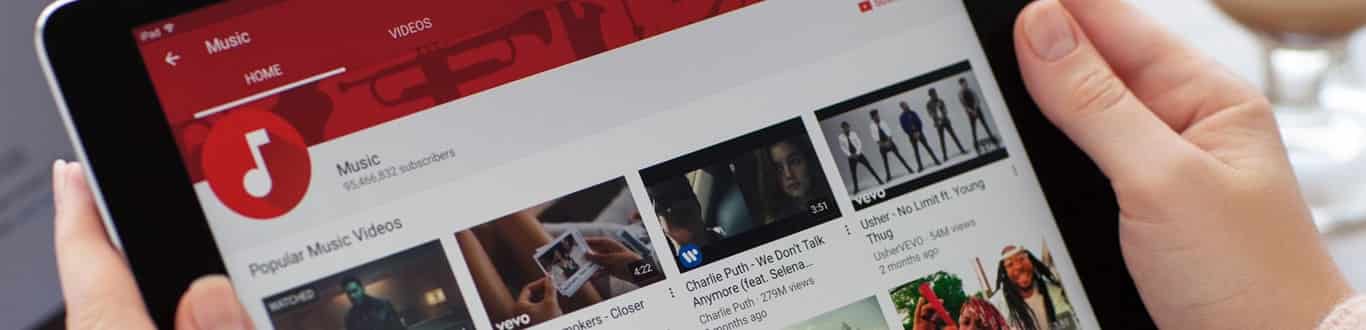 iPad
Music
HOME
VIDEOS
Music
95,466,832 subscribers
Popular Music Videos
WATCHED
4:22
vevo
mokers - Closer
3:51
Charlie Puth - We Don't Talk
Anymore (feat. Selena...
Charlie Puth · 279M views
months ago
vevo
Usher - No Limit ft. Young
Thug
UsherVEVO · 54M views
2 months ago